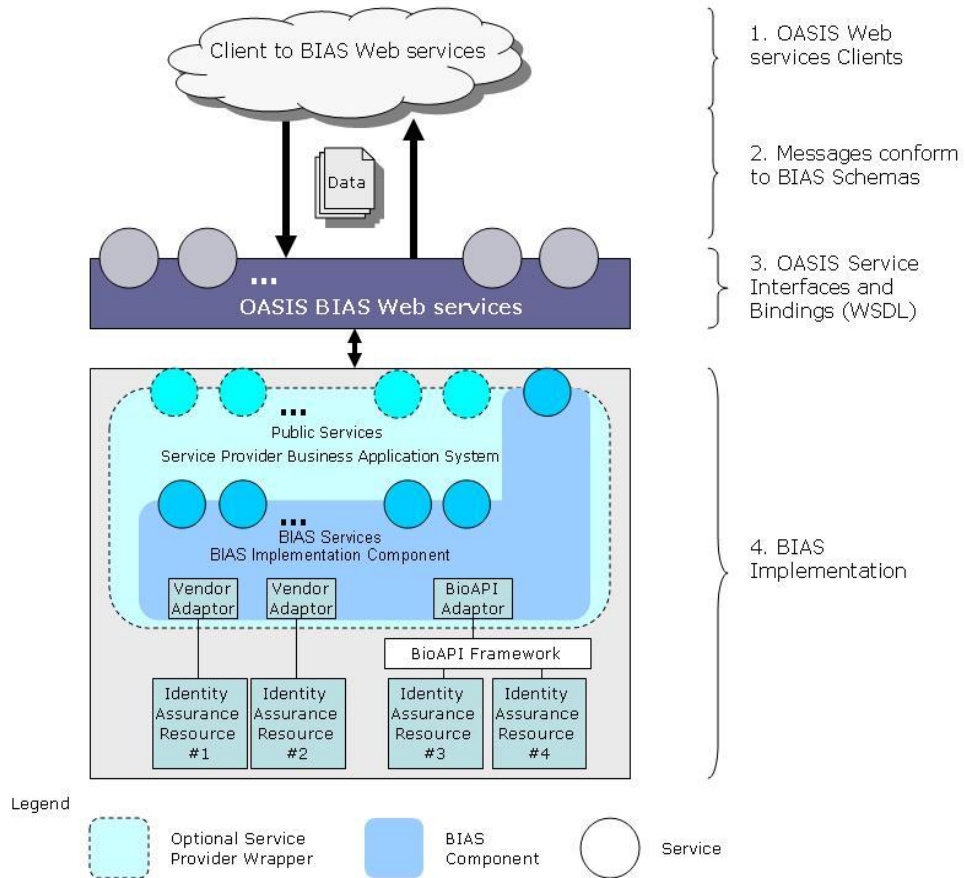 Client to BIAS Web services
1. OASIS Web
services Clients
Data
2. Messages conform
to BIAS Schemas
...
OASIS BIAS Web services
3. OASIS Service
Interfaces and
Bindings (WSDL)
...
Public Services
Service Provider Business Application System
...
BIAS Services
BIAS Implementation Component
4. BIAS
Implementation
Vendor
Adaptor
Vendor
Adaptor
BioAPI
Adaptor
BioAPI Framework
Identity
Assurance
Resource
#1
Identity
Assurance
Resource
#2
Identity
Assurance
Resource
#3
Identity
Assurance
Resource
#4
Legend
Optional Service
Provider Wrapper
BIAS
Component
Service